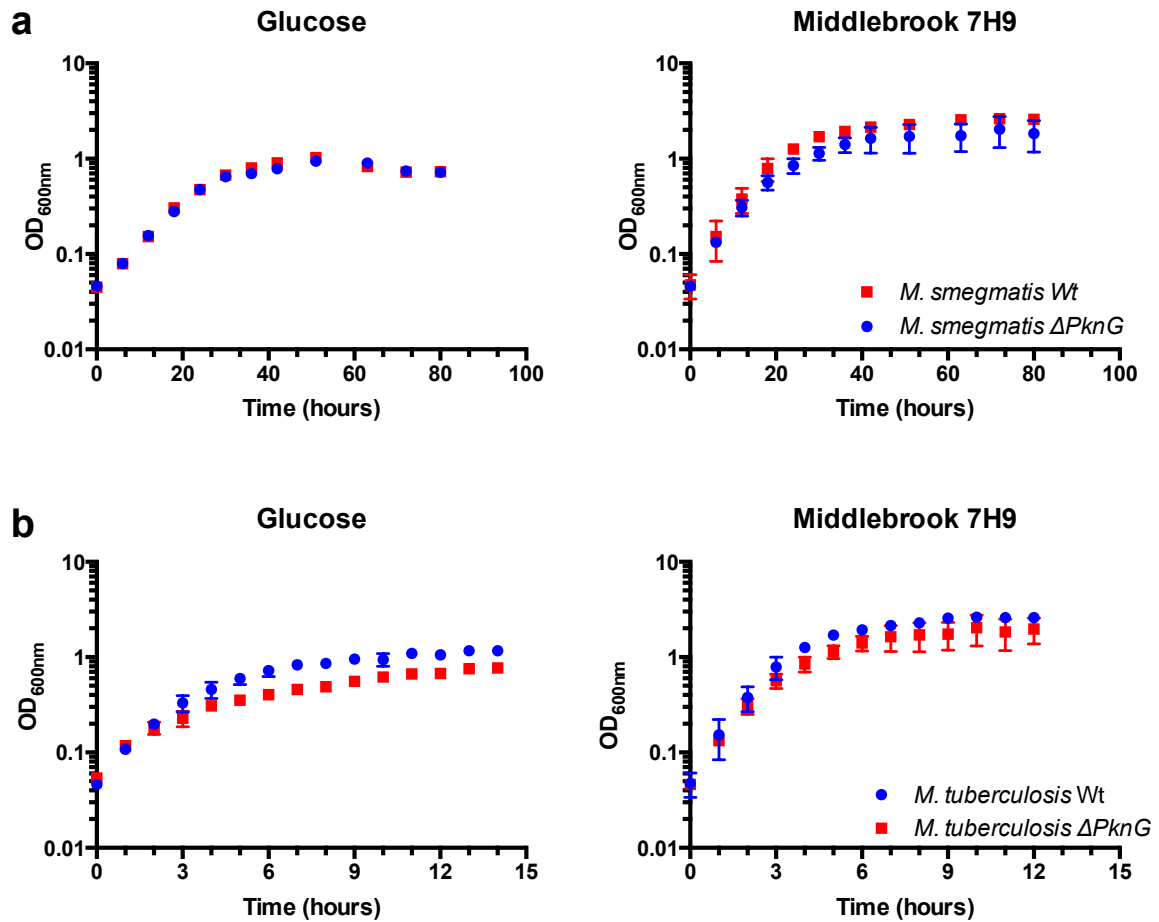 a
Glucose
Middlebrook 7H9
10
1
0.1
0.01
OD600nm
0 20 40 60 80 100
Time (hours)
10
1
0.1
0.01
OD600nm
0 20 40 60 80 100
Time (hours)
M. smegmatis Wt
M. smegmatis ΔPknG
b
Glucose
Middlebrook 7H9
10
1
0.1
0.01
OD600nm
0 3 6 9 12 15
Time (hours)
10
1
0.1
0.01
OD600nm
0 3 6 9 12 15
Time (hours)
M. tuberculosis Wt
M. tuberculosis ΔPknG